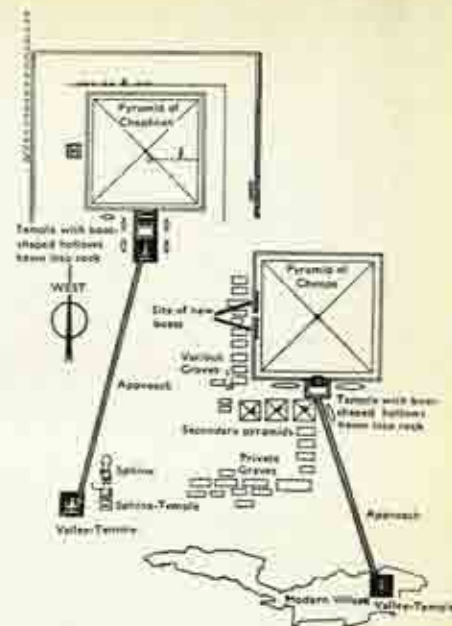 Pyramid of
Chephren
Temple with boat-
shaped hollows
hewn into rock
WEST
Pyramid of
Cheops
Site of new
boats
Various
Graves
Approach
Temple with boat-
shaped hollows
hewn into rock
Secondary pyramids
Private
Graves
Sphinx
Sphinx-Temple
Valley-Temple
Approach
Modern Village
Valley-Temple